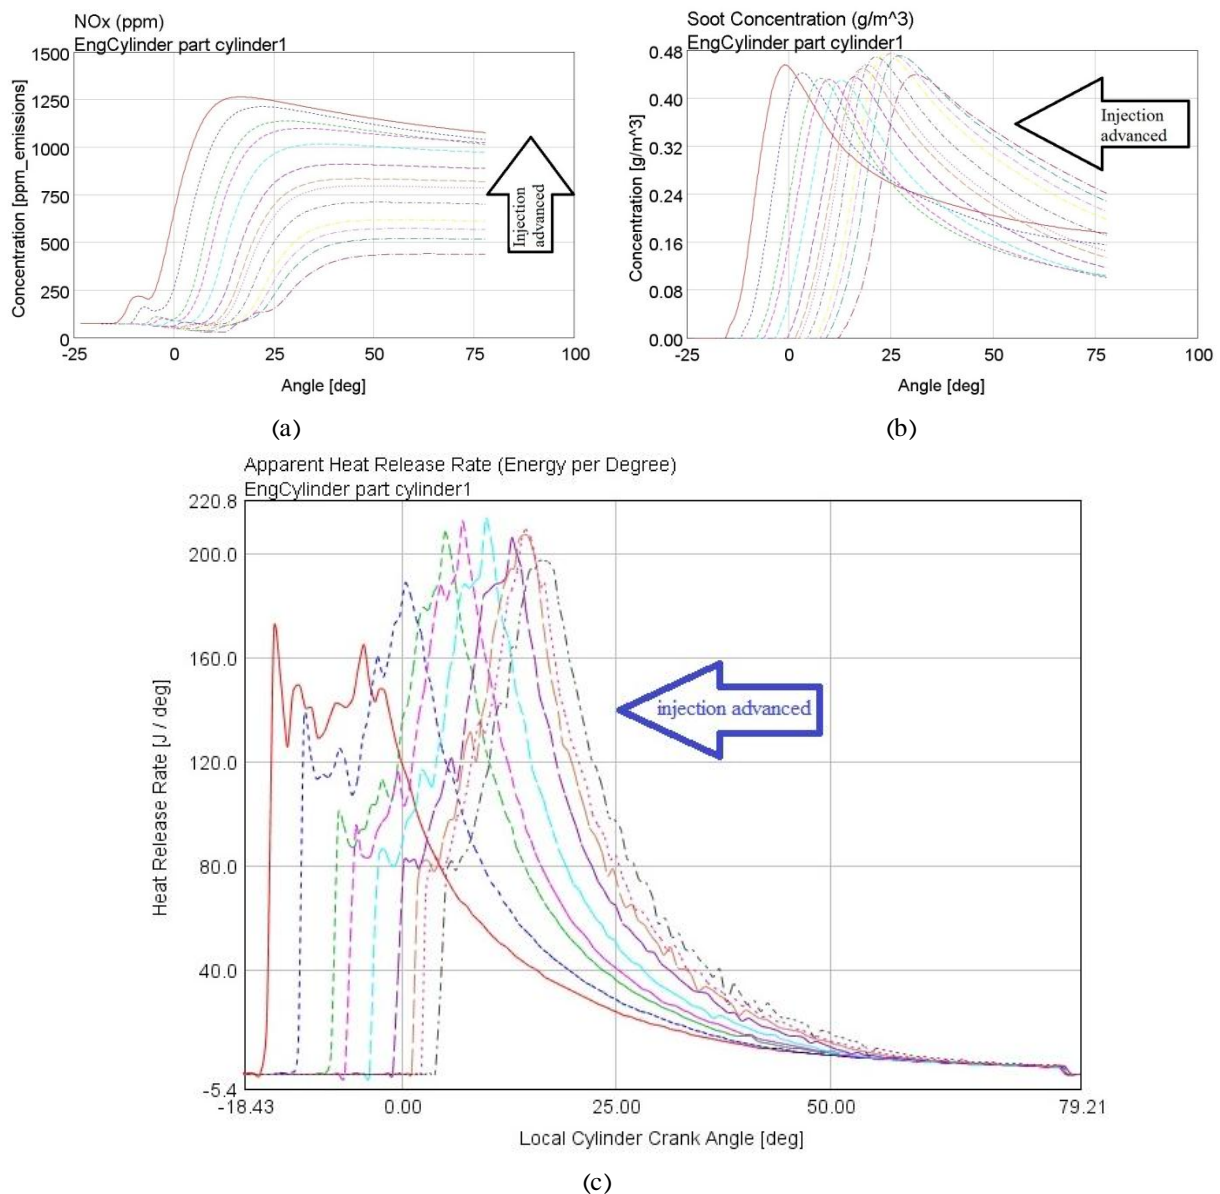 NOx (ppm)
EngCylinder part cylinder1
1500
1250
1000
750
500
250
0
-25
0
25
50
75
100
Concentration [ppm_emissions]
Angle [deg]
Injection
advanced
(a)
Soot Concentration (g/m^3)
EngCylinder part cylinder1
0.48
0.40
0.32
0.24
0.16
0.08
0.00
-25
0
25
50
75
100
Concentration [g/m^3]
Angle [deg]
Injection
advanced
(b)
Apparent Heat Release Rate (Energy per Degree)
EngCylinder part cylinder1
220.8
200.0
160.0
120.0
80.0
40.0
-5.4
-18.43
0.00
25.00
50.00
79.21
Heat Release Rate [J / deg]
Local Cylinder Crank Angle [deg]
injection advanced
(c)